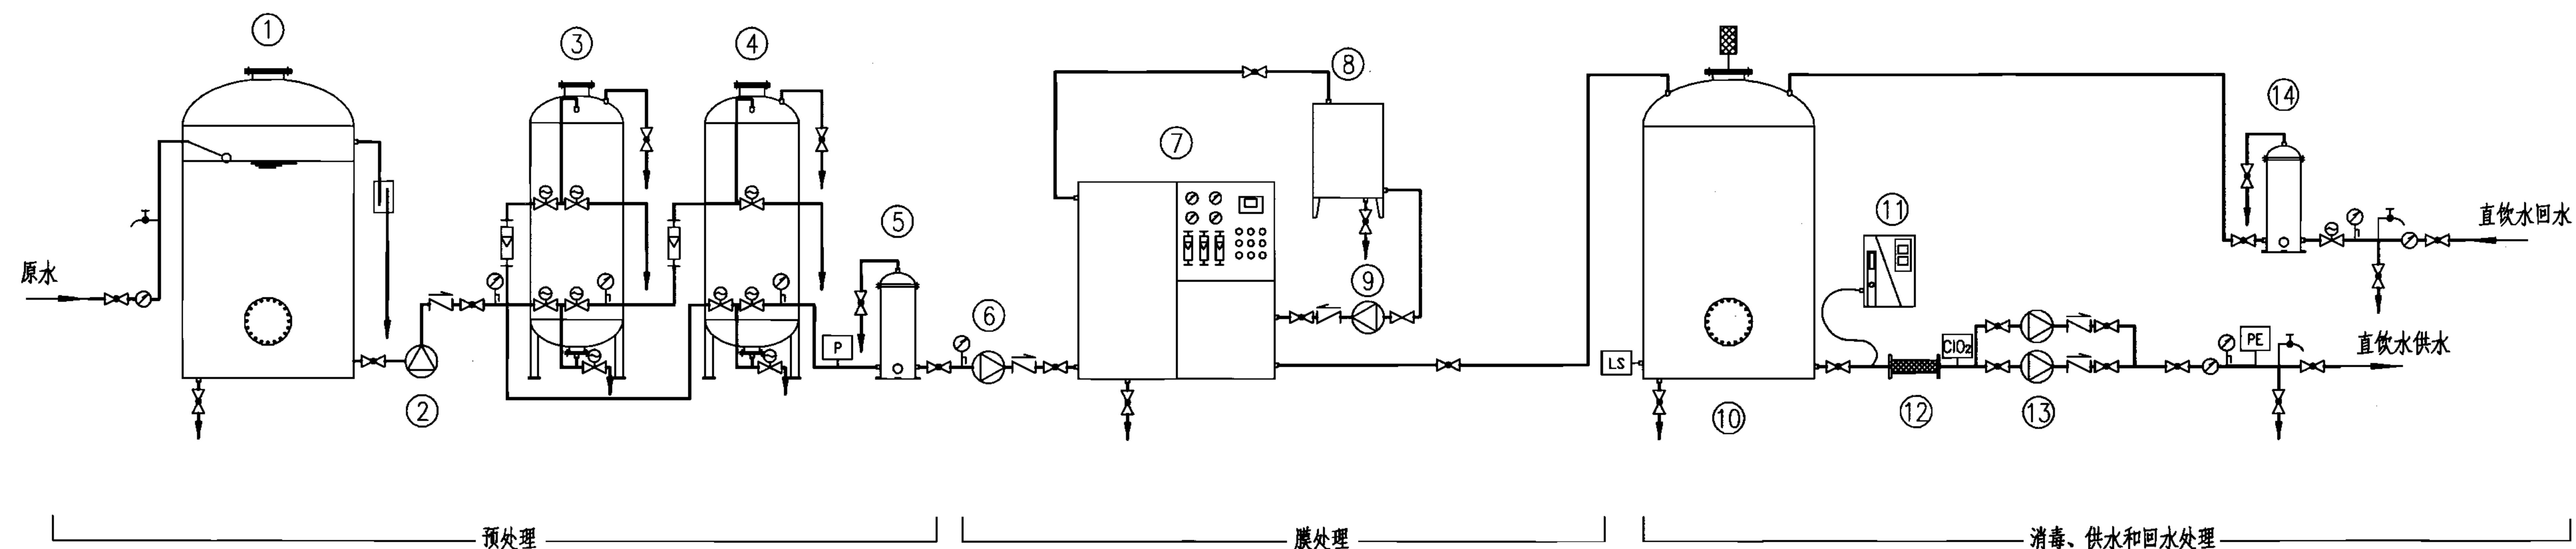 ①
③
④
⑧
⑭
⑦
⑤
⑪
直饮水回水
原水
⑨
⑥
P
ClO₂
PE
直饮水供水
LS
②
⑩
⑫
⑬
预处理
膜处理
消毒、供水和回水处理